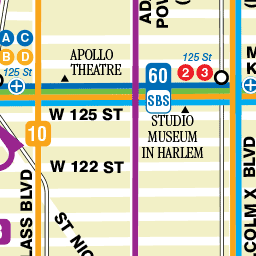 A C
B D
125 St
APOLLO
THEATRE
AD
POW
60
SBS
125 St
2 3
M
K
W 125 ST
10
STUDIO
MUSEUM
IN HARLEM
W 122 ST
LASS BLVD
ST NIC
COLM X BLVD
3